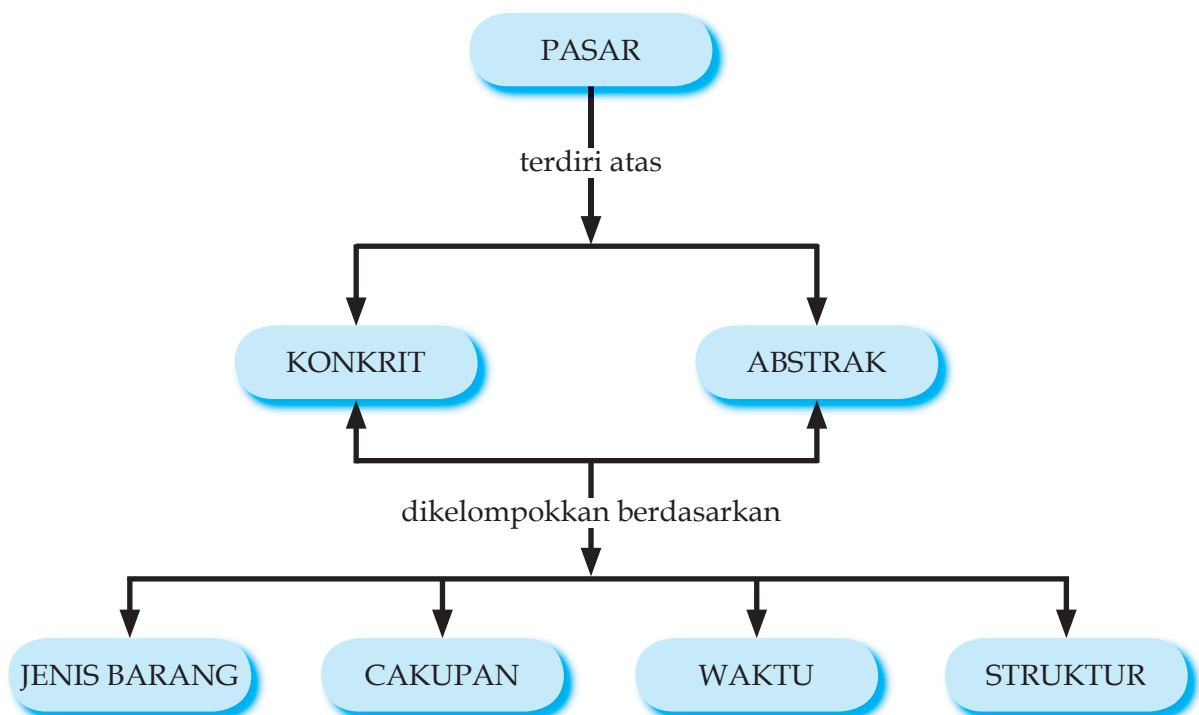 PASAR
terdiri atas
KONKRIT
ABSTRAK
dikelompokkan berdasarkan
JENIS BARANG
CAKUPAN
WAKTU
STRUKTUR